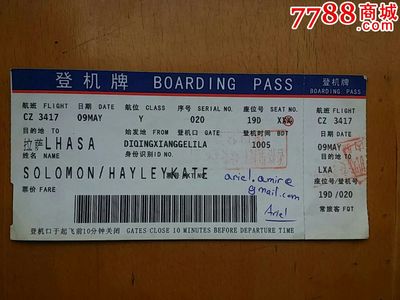 7788商城
登机牌 BOARDING PASS 登机牌
BOARDING PASS
航班 FLIGHT 日期 DATE 舱位 CLASS 序号 SERIAL NO. 座位号 SEAT NO. 航班 FLIGHT
CZ 3417 09MAY Y 020 19D CZ 3417
目的地 TO 始发地 FROM 登机口 GATE 登机时间 BDT 日期 DATE
拉萨LHASA DIQINGXIANGGELILA 1005 09MAY
姓名 NAME 身份识别 ID NO. 目的地 TO
SOLOMON/HAYLEYKATE LXA
票价 FARE 座位号/序号
19D/020
常旅客 FQT
ariel.amir@
gmail.com
Ariel
登机口于起飞前10分钟关闭 GATES CLOSE 10 MINUTES BEFORE DEPARTURE TIME